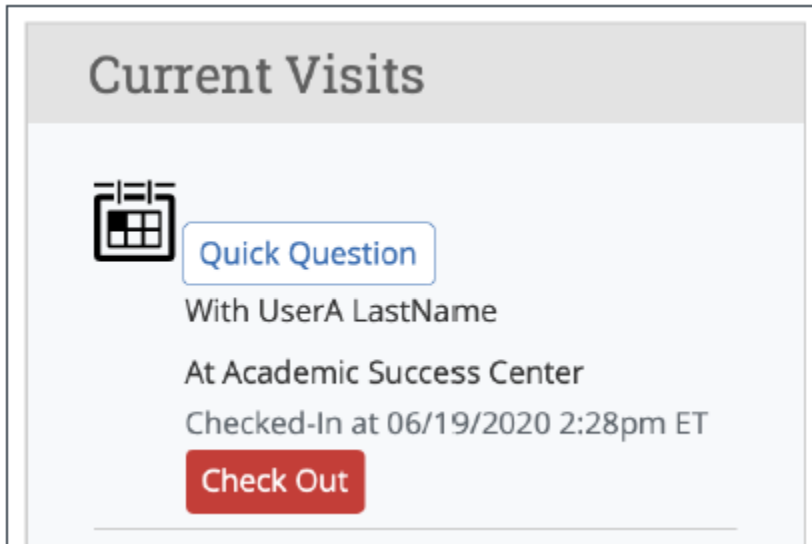 Current Visits
Quick Question
With UserA LastName
At Academic Success Center
Checked-In at 06/19/2020 2:28pm ET
Check Out